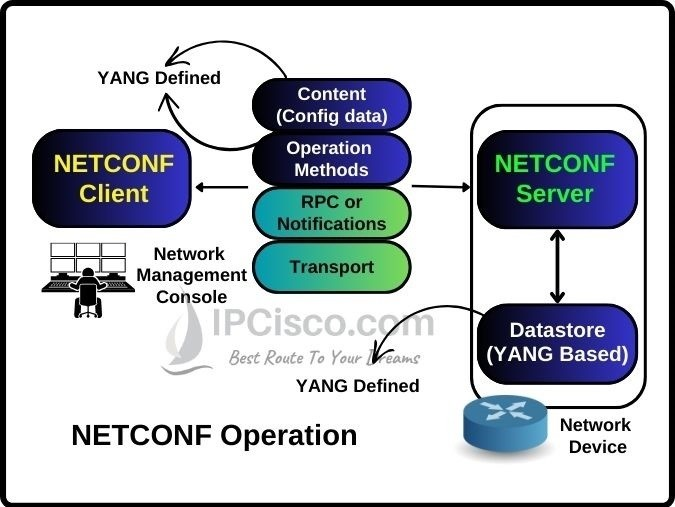 YANG Defined
Content
(Config data)
Operation
Methods
RPC or
Notifications
Transport
NETCONF
Client
NETCONF
Server
Network
Management
Console
Datastore
(YANG Based)
IPCisco.com
Best Route To Your Dreams
YANG Defined
NETCONF Operation
Network
Device